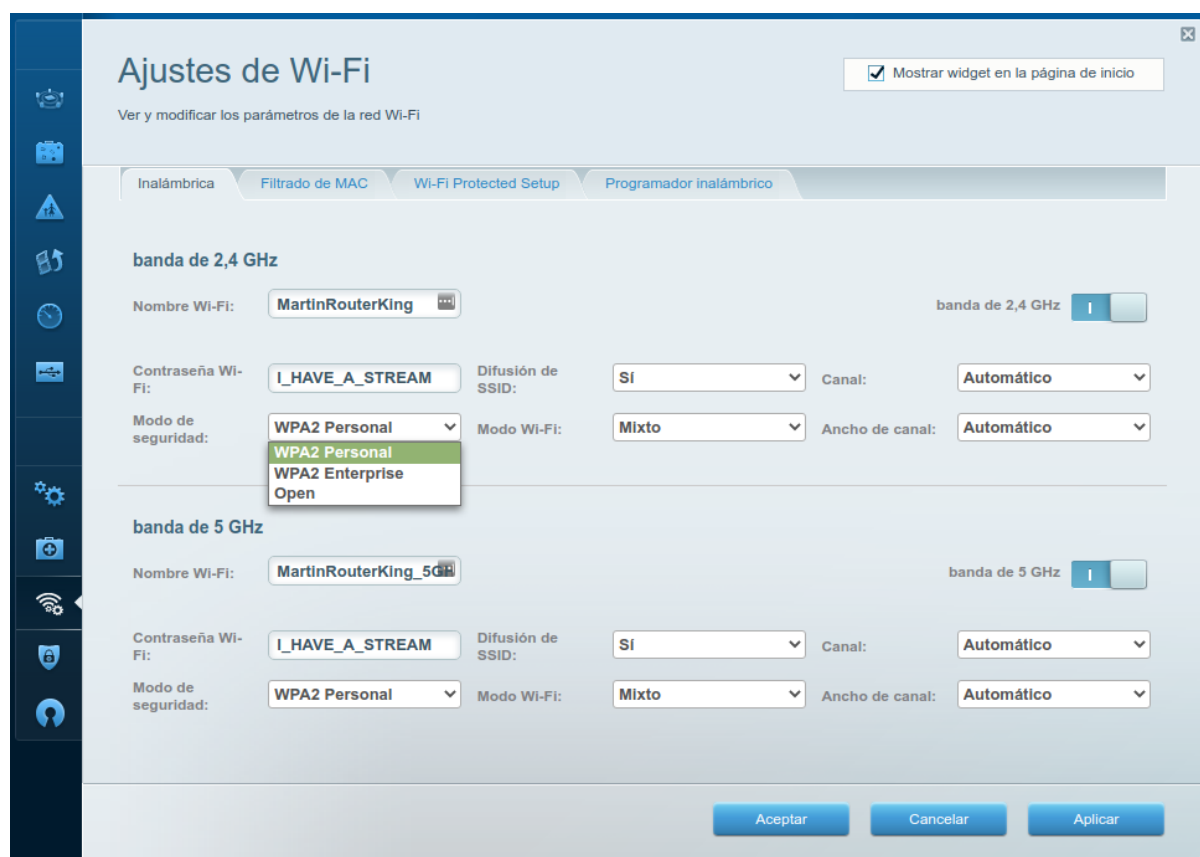 Ajustes de Wi-Fi
Mostrar widget en la página de inicio
Ver y modificar los parámetros de la red Wi-Fi
Inalámbrica Filtrado de MAC Wi-Fi Protected Setup Programador inalámbrico
banda de 2,4 GHz
Nombre Wi-Fi: MartinRouterKing banda de 2,4 GHz I
Contraseña Wi-
Fi: I_HAVE_A_STREAM Difusión de
SSID: Sí Canal: Automático
Modo de
seguridad: WPA2 Personal Modo Wi-Fi: Mixto Ancho de canal: Automático
WPA2 Personal
WPA2 Enterprise
Open
banda de 5 GHz
Nombre Wi-Fi: MartinRouterKing_5GH banda de 5 GHz I
Contraseña Wi-
Fi: I_HAVE_A_STREAM Difusión de
SSID: Sí Canal: Automático
Modo de
seguridad: WPA2 Personal Modo Wi-Fi: Mixto Ancho de canal: Automático
Aceptar Cancelar Aplicar